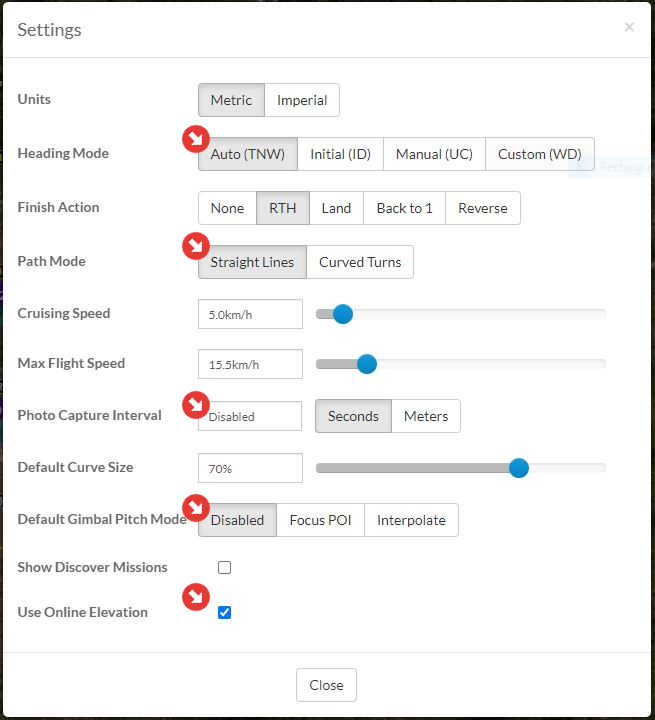 Settings ×
Units Metric Imperial
Heading Mode Auto (TNW) Initial (ID) Manual (UC) Custom (WD)
Finish Action None RTH Land Back to 1 Reverse
Path Mode Straight Lines Curved Turns
Cruising Speed 5.0km/h
Max Flight Speed 15.5km/h
Photo Capture Interval Disabled Seconds Meters
Default Curve Size 70%
Default Gimbal Pitch Mode Disabled Focus POI Interpolate
Show Discover Missions
Use Online Elevation
Close